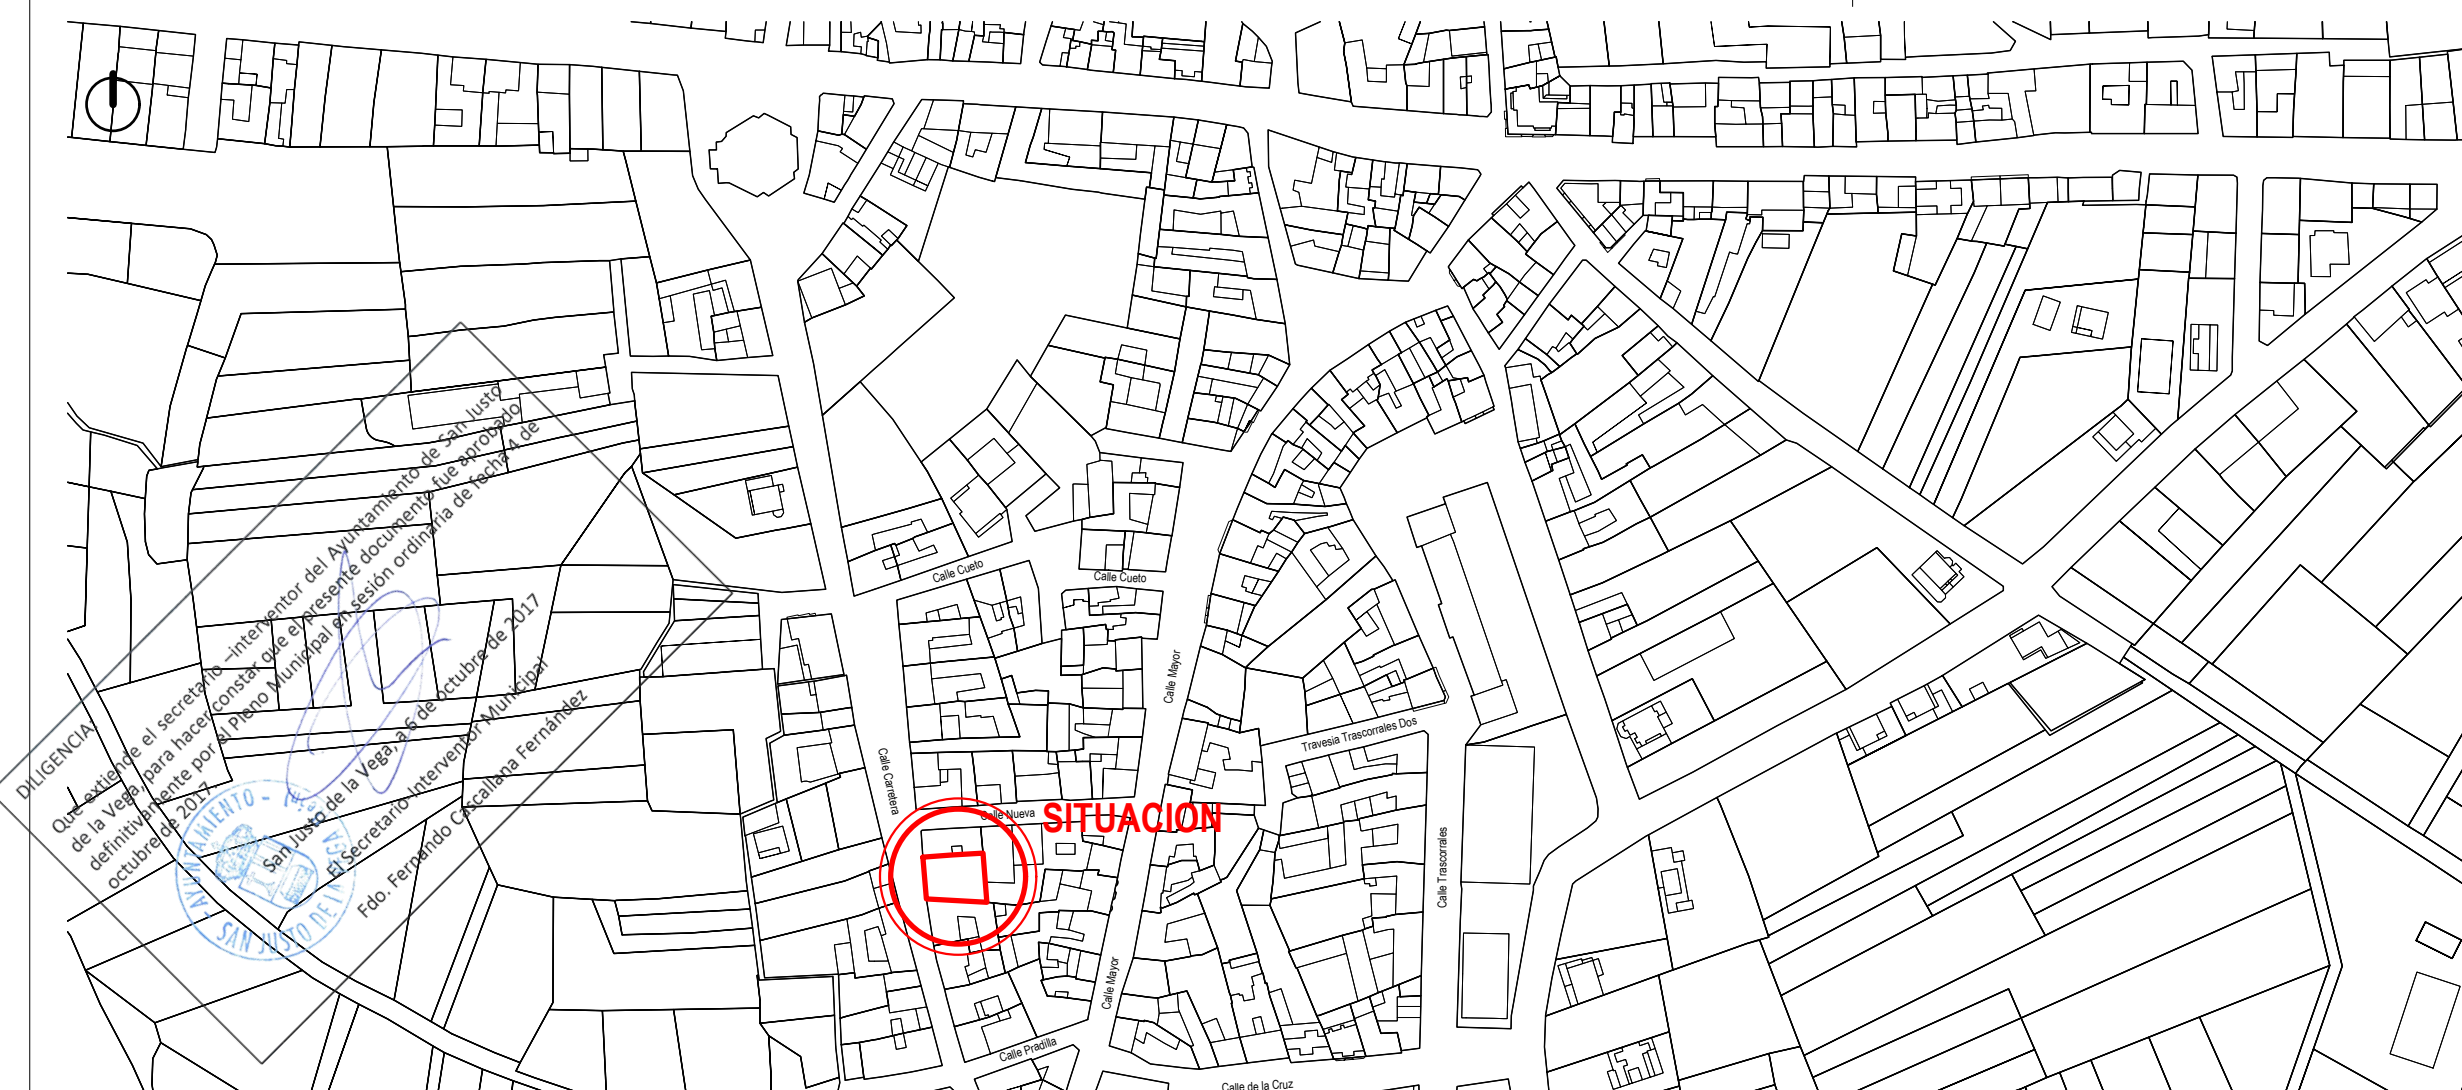 DILIGENCIA:
Que extiende el secretario –interventor del Ayuntamiento de San Justo
de la Vega, para hacer constar que el presente documento fue aprobado
definitivamente por el Pleno Municipal en sesión ordinaria de fecha 4 de
octubre de 2017.
San Justo de la Vega, a 6 de octubre de 2017
El Secretario-Interventor Municipal
Fdo. Fernando Cascallana Fernández
AYUNTAMIENTO -
SAN JUSTO DE LA VEGA
Calle Cueto
Calle Cueto
Calle Mayor
Travesia Trascorrales Dos
Calle Carretera
Calle Nueva
SITUACION
Calle Trascorrales
Calle Mayor
Calle Pradilla
Calle de la Cruz